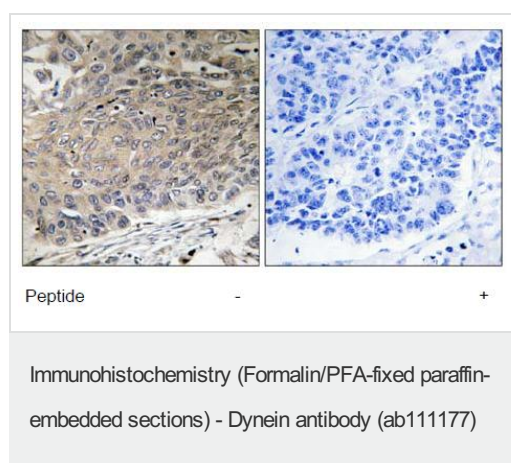 Peptide - +
Immunohistochemistry (Formalin/PFA-fixed paraffin-
embedded sections) - Dynein antibody (ab111177)